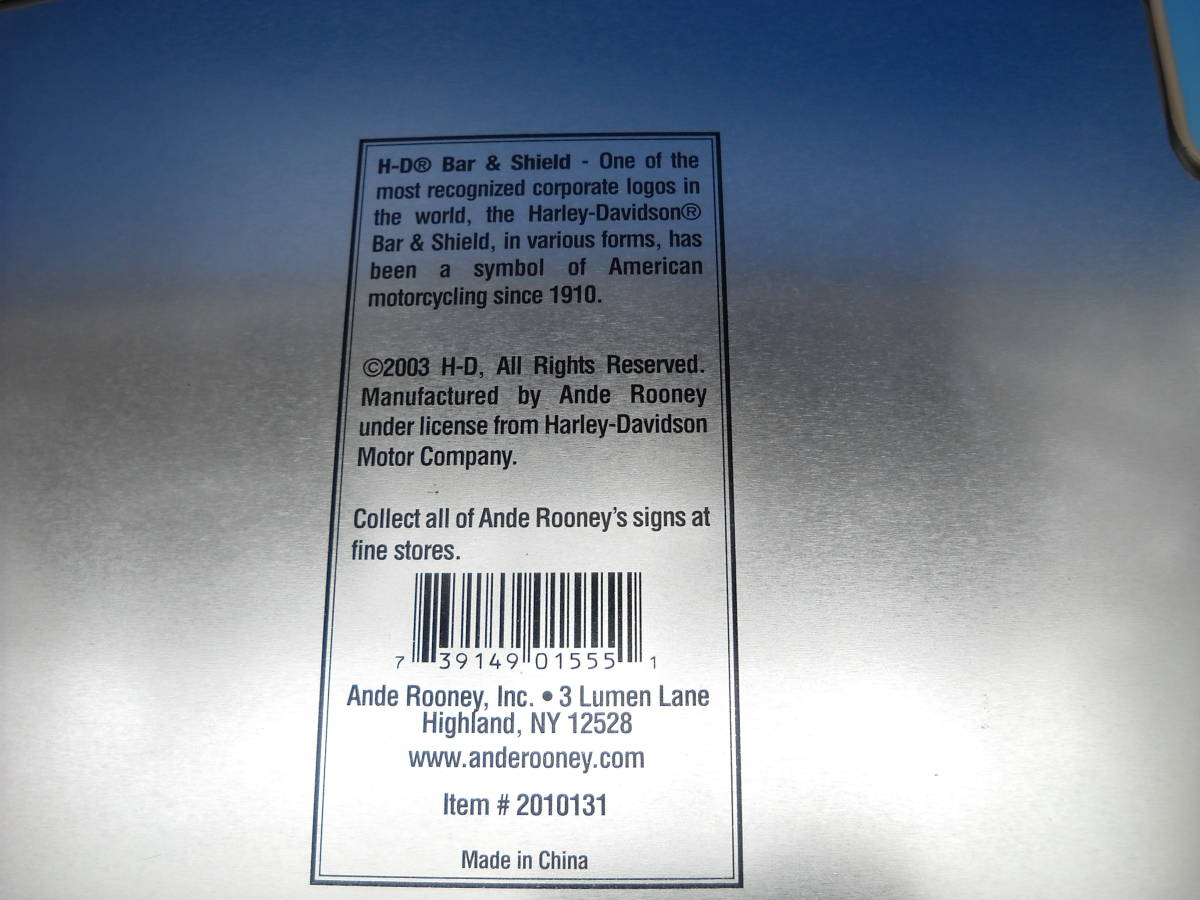 H-D® Bar & Shield - One of the
most recognized corporate logos in
the world, the Harley-Davidson®
Bar & Shield, in various forms, has
been a symbol of American
motorcycling since 1910.
©2003 H-D, All Rights Reserved.
Manufactured by Ande Rooney
under license from Harley-Davidson
Motor Company.
Collect all of Ande Rooney's signs at
fine stores.
7 39149 01555 1
Ande Rooney, Inc. • 3 Lumen Lane
Highland, NY 12528
www.anderooney.com
Item # 2010131
Made in China